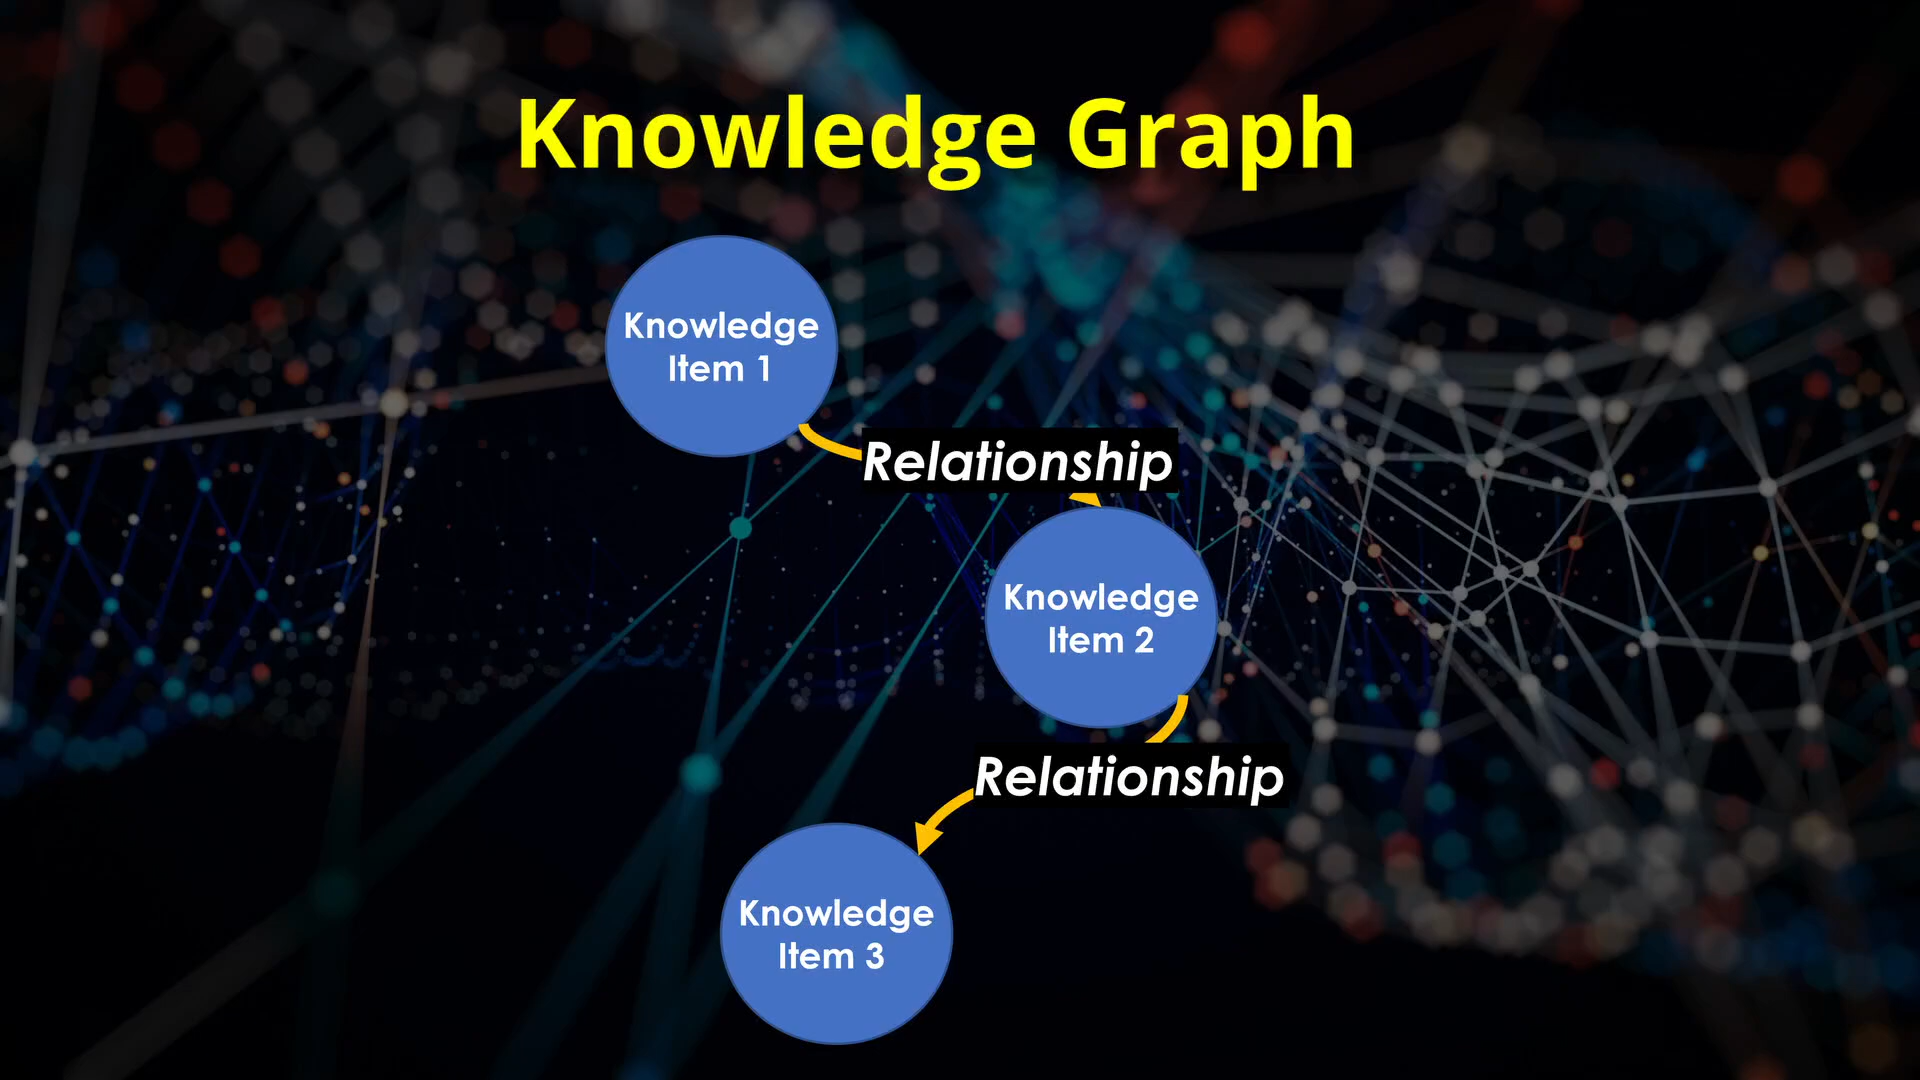 Knowledge Graph
Knowledge
Item 1
Relationship
Knowledge
Item 2
Relationship
Knowledge
Item 3